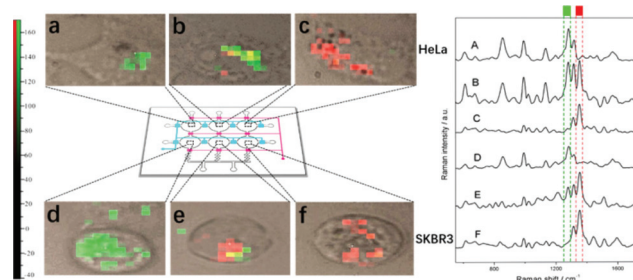 160
140
120
100
80
60
40
20
0
-20
-40
a
b
c
HeLa
d
e
f
SKBR3
A
B
C
D
E
F
Raman intensity / a.u.
800
1200
1600
Raman shift / cm⁻¹